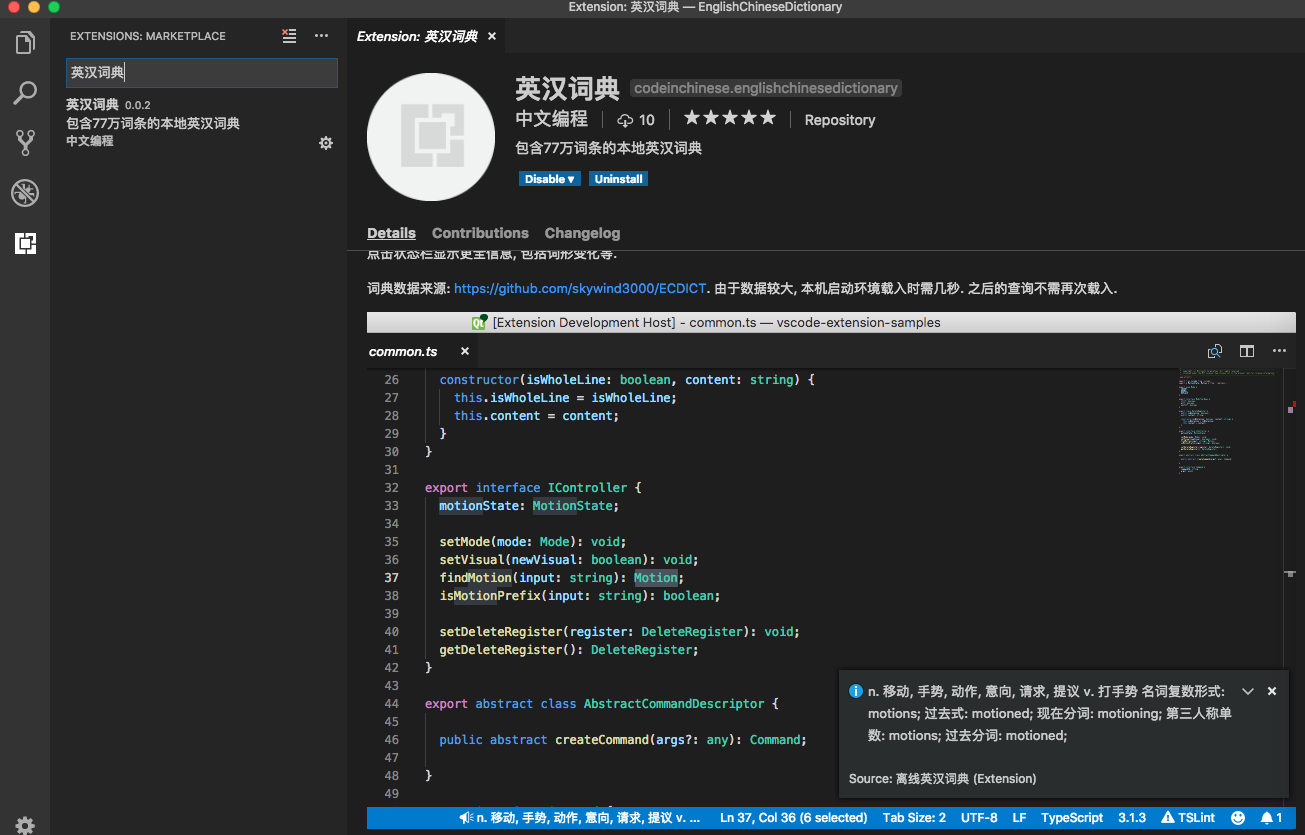 Extension: 英汉词典 — EnglishChineseDictionary
EXTENSIONS: MARKETPLACE
英汉词典
英汉词典 0.0.2
包含77万词条的本地英汉词典
中文编程
Extension: 英汉词典
英汉词典 codeinchinese.englishchinesedictionary
中文编程 10 ★★★★★ Repository
包含77万词条的本地英汉词典
Disable ▾ Uninstall
Details Contributions Changelog
点击状态栏显示更全信息, 包括词形变化等.
词典数据来源: https://github.com/skywind3000/ECDICT. 由于数据较大, 本机启动环境载入时需几秒. 之后的查询不需再次载入.
[Extension Development Host] - common.ts — vscode-extension-samples
common.ts
26 constructor(isWholeLine: boolean, content: string) {
27 this.isWholeLine = isWholeLine;
28 this.content = content;
29 }
30 }
31
32 export interface IController {
33 motionState: MotionState;
34
35 setMode(mode: Mode): void;
36 setVisual(newVisual: boolean): void;
37 findMotion(input: string): Motion;
38 isMotionPrefix(input: string): boolean;
39
40 setDeleteRegister(register: DeleteRegister): void;
41 getDeleteRegister(): DeleteRegister;
42 }
43
44 export abstract class AbstractCommandDescriptor {
45
46 public abstract createCommand(args?: any): Command;
47
48 }
49
n. 移动, 手势, 动作, 意向, 请求, 提议 v. 打手势 名词复数形式:
motions; 过去式: motioned; 现在分词: motioning; 第三人称单
数: motions; 过去分词: motioned;
Source: 离线英汉词典 (Extension)
n. 移动, 手势, 动作, 意向, 请求, 提议 v. ... Ln 37, Col 36 (6 selected) Tab Size: 2 UTF-8 LF TypeScript 3.1.3 TSLint 1